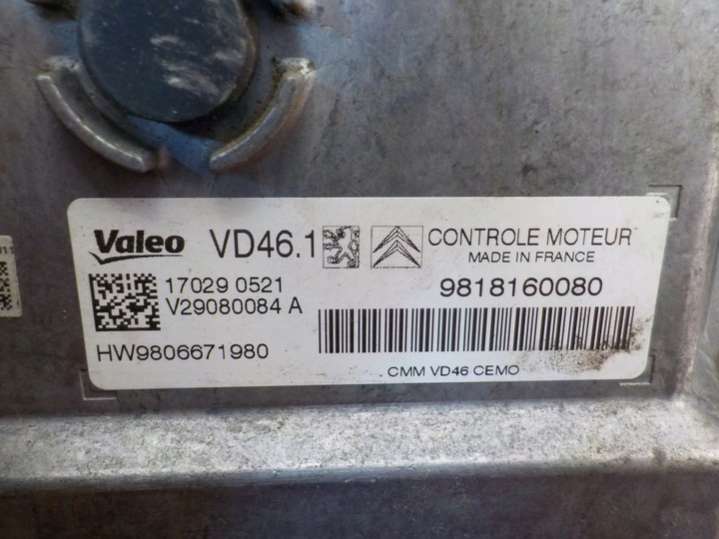 Valeo VD46.1 CONTROLE MOTEUR
MADE IN FRANCE
17029 0521 9818160080
V29080084 A
HW9806671980
CMM VD46 CEMO